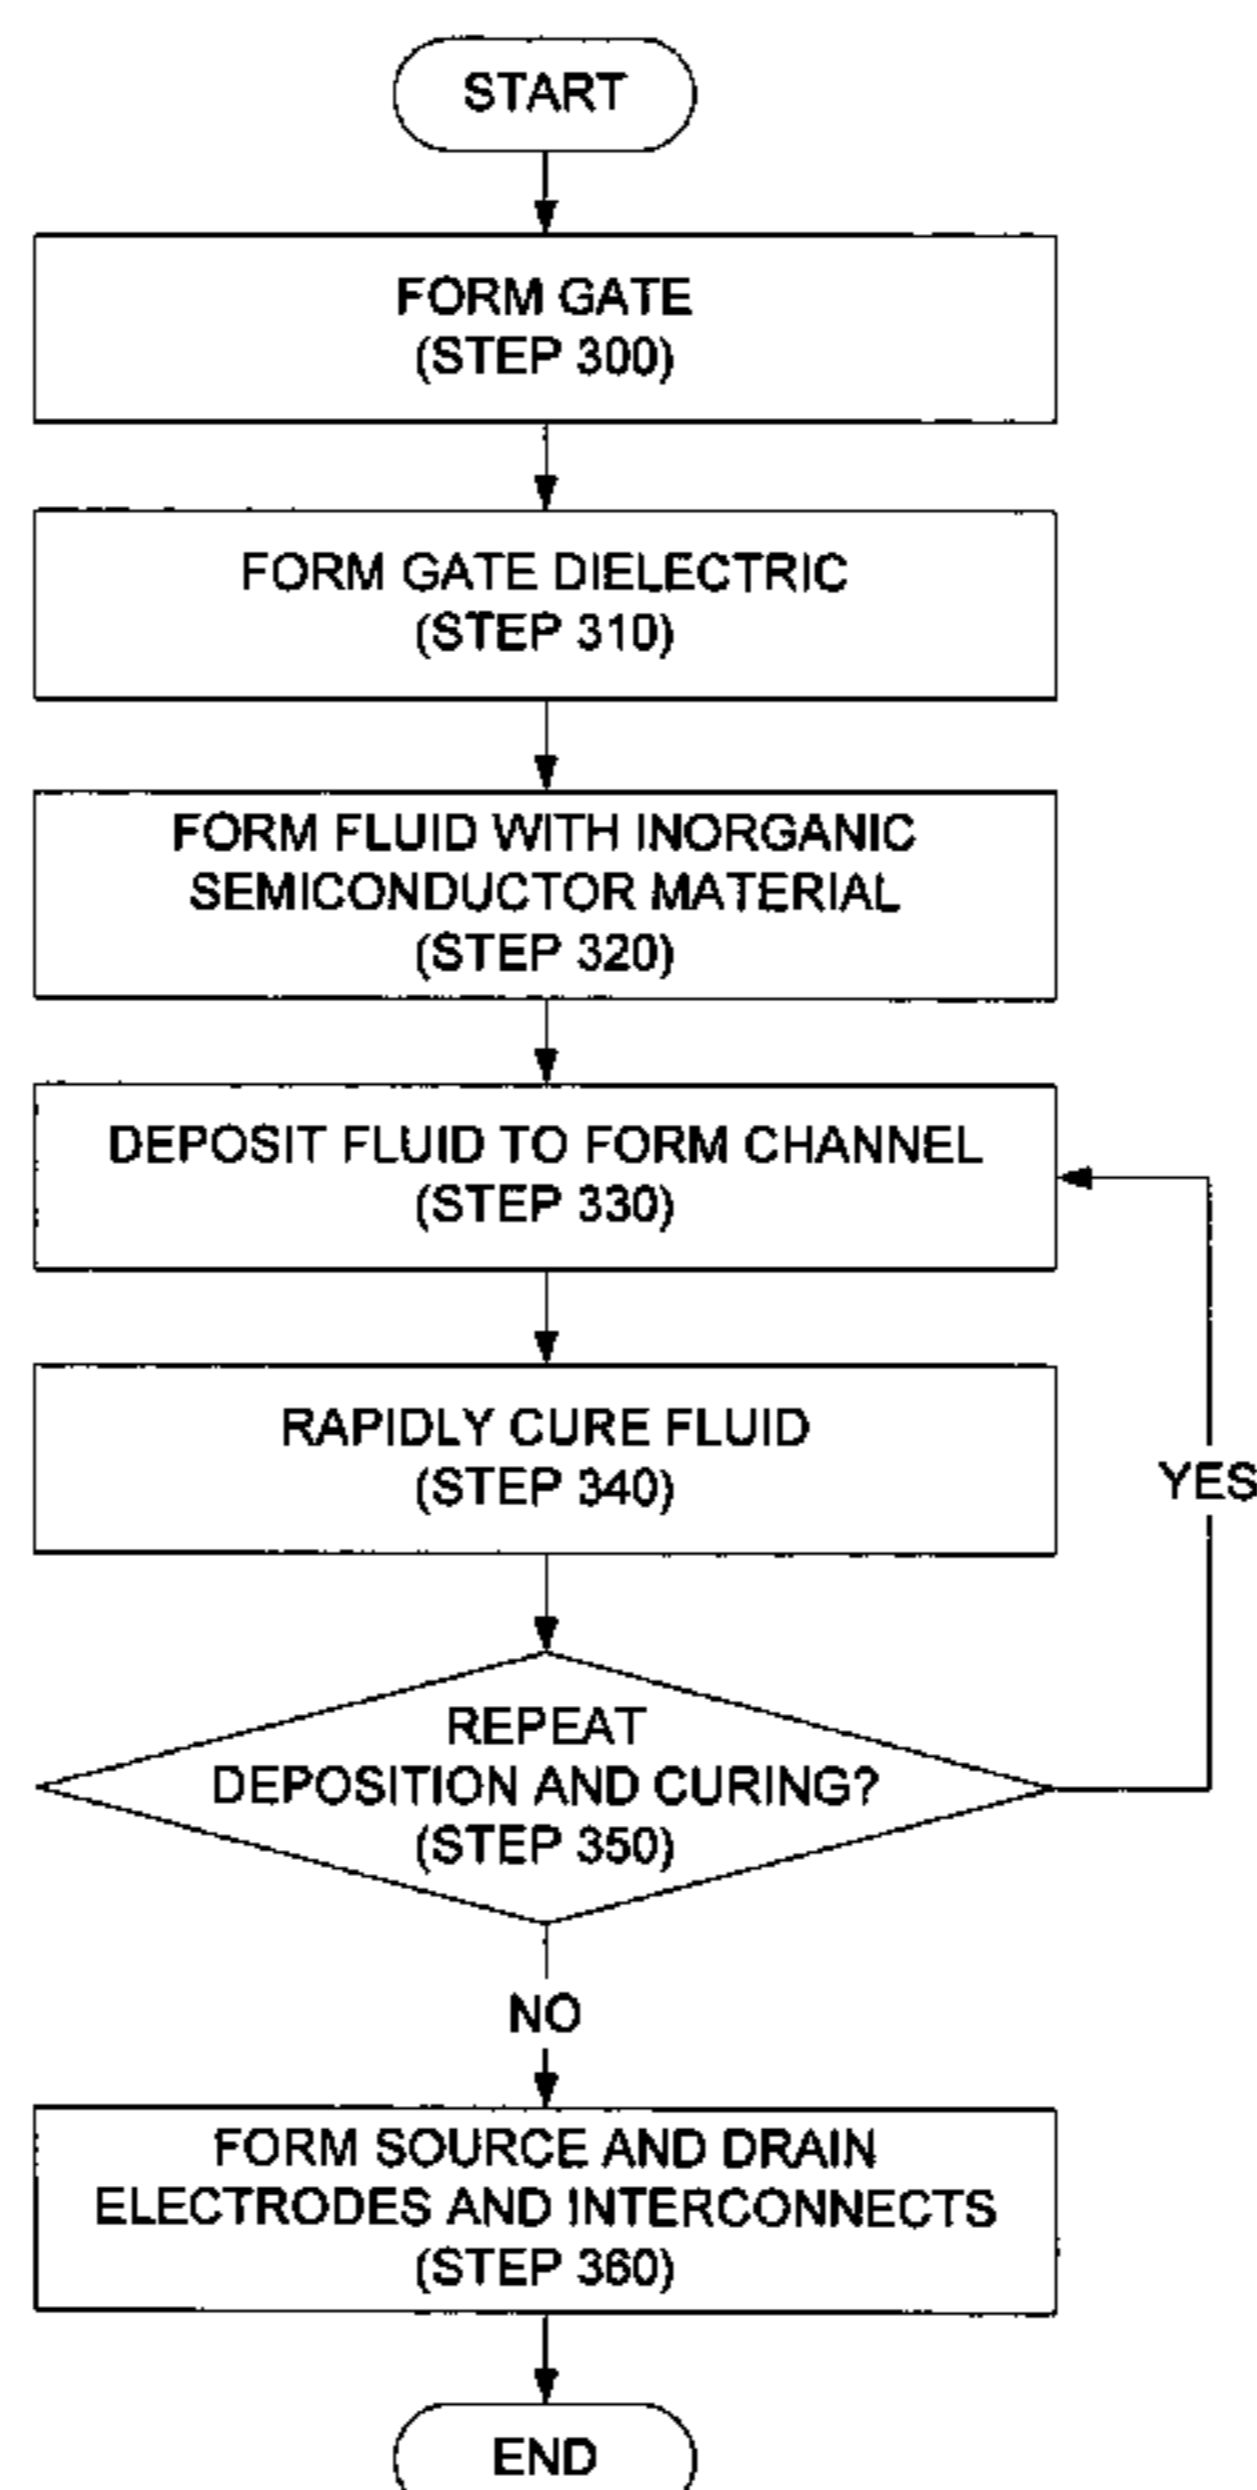 START
FORM GATE
(STEP 300)
FORM GATE DIELECTRIC
(STEP 310)
FORM FLUID WITH INORGANIC
SEMICONDUCTOR MATERIAL
(STEP 320)
DEPOSIT FLUID TO FORM CHANNEL
(STEP 330)
RAPIDLY CURE FLUID
(STEP 340)
YES
REPEAT
DEPOSITION AND CURING?
(STEP 350)
NO
FORM SOURCE AND DRAIN
ELECTRODES AND INTERCONNECTS
(STEP 360)
END